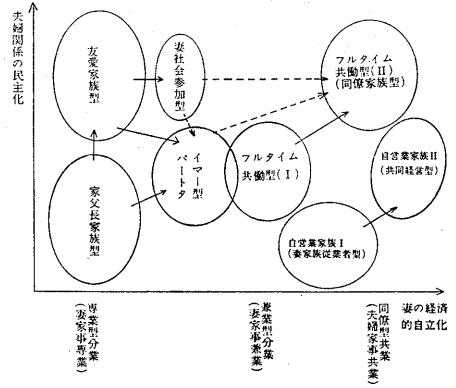 夫婦関係の民主化
友愛家族型
妻社会参加型
フルタイム
共働型(II)
(同僚家族型)
家父長家族型
パートタ
イマー型
フルタイム
共働型(I)
自営業家族II
(共同経営型)
自営業家族I
(妻家族従業者型)
専業型分業
(妻家事専業)
兼業型分業
(妻家事兼業)
同僚型共業
(夫婦家事共業)
妻の経済
的自立化